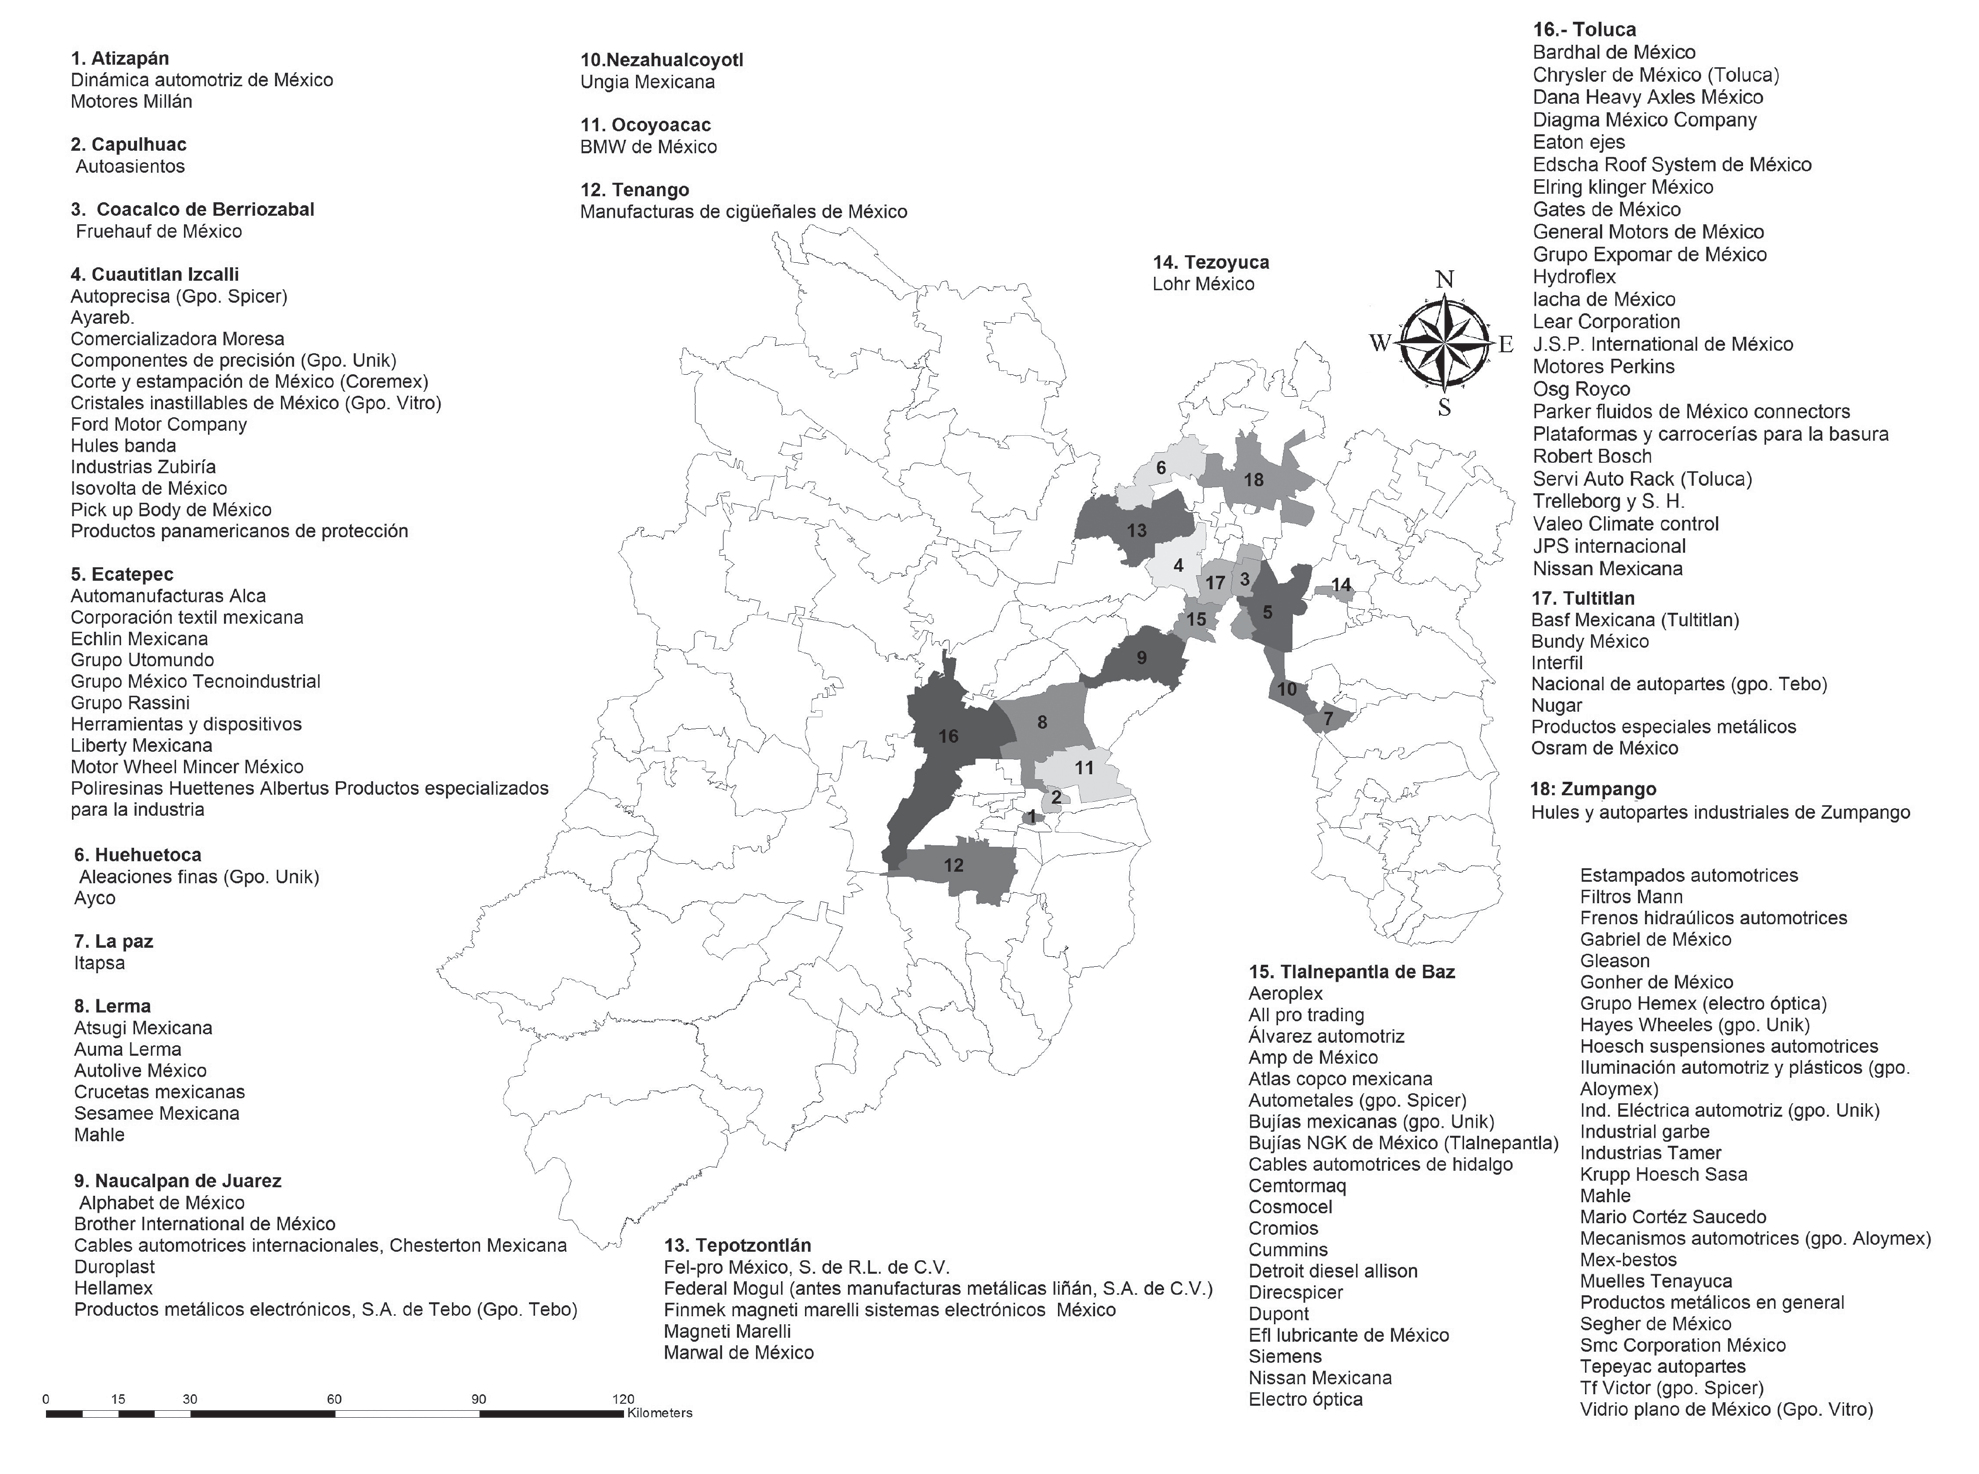 1. Atizapán
Dinámica automotriz de México
Motores Millán
2. Capulhuac
Autoasientos
3. Coacalco de Berriozabal
Fruehauf de México
4. Cuautitlan Izcalli
Autoprecisa (Gpo. Spicer)
Ayareb.
Comercializadora Moresa
Componentes de precisión (Gpo. Unik)
Corte y estampación de México (Coremex)
Cristales inastillables de México (Gpo. Vitro)
Ford Motor Company
Hules banda
Industrias Zubiría
Isovolta de México
Pick up Body de México
Productos panamericanos de protección
5. Ecatepec
Automanufacturas Alca
Corporación textil mexicana
Echlin Mexicana
Grupo Utomundo
Grupo México Tecnoindustrial
Grupo Rassini
Herramientas y dispositivos
Liberty Mexicana
Motor Wheel Mincer México
Poliresinas Huettenes Albertus Productos especializados
para la industria
6. Huehuetoca
Aleaciones finas (Gpo. Unik)
Ayco
7. La paz
Itapsa
8. Lerma
Atsugi Mexicana
Auma Lerma
Autolive México
Crucetas mexicanas
Sesamee Mexicana
Mahle
9. Naucalpan de Juarez
Alphabet de México
Brother International de México
Cables automotrices internacionales, Chesterton Mexicana
Duroplast
Hellamex
Productos metálicos electrónicos, S.A. de Tebo (Gpo. Tebo)
10.Nezahualcoyotl
Ungia Mexicana
11. Ocoyoacac
BMW de México
12. Tenango
Manufacturas de cigüeñales de México
13. Tepotzontlán
Fel-pro México, S. de R.L. de C.V.
Federal Mogul (antes manufacturas metálicas liñán, S.A. de C.V.)
Finmek magneti marelli sistemas electrónicos México
Magneti Marelli
Marwal de México
14. Tezoyuca
Lohr México
15. Tlalnepantla de Baz
Aeroplex
All pro trading
Álvarez automotriz
Amp de México
Atlas copco mexicana
Autometales (gpo. Spicer)
Bujías mexicanas (gpo. Unik)
Bujías NGK de México (Tlalnepantla)
Cables automotrices de hidalgo
Cemtormaq
Cosmocel
Cromios
Cummins
Detroit diesel allison
Direcspicer
Dupont
Efl lubricante de México
Siemens
Nissan Mexicana
Electro óptica
Estampados automotrices
Filtros Mann
Frenos hidraúlicos automotrices
Gabriel de México
Gleason
Gonher de México
Grupo Hemex (electro óptica)
Hayes Wheeles (gpo. Unik)
Hoesch suspensiones automotrices
Iluminación automotriz y plásticos (gpo.
Aloymex)
Ind. Eléctrica automotriz (gpo. Unik)
Industrial garbe
Industrias Tamer
Krupp Hoesch Sasa
Mahle
Mario Cortéz Saucedo
Mecanismos automotrices (gpo. Aloymex)
Mex-bestos
Muelles Tenayuca
Productos metálicos en general
Segher de México
Smc Corporation México
Tepeyac autopartes
Tf Victor (gpo. Spicer)
Vidrio plano de México (Gpo. Vitro)
16.- Toluca
Bardhal de México
Chrysler de México (Toluca)
Dana Heavy Axles México
Diagma México Company
Eaton ejes
Edscha Roof System de México
Elring klinger México
Gates de México
General Motors de México
Grupo Expomar de México
Hydroflex
Iacha de México
Lear Corporation
J.S.P. International de México
Motores Perkins
Osg Royco
Parker fluidos de México connectors
Plataformas y carrocerías para la basura
Robert Bosch
Servi Auto Rack (Toluca)
Trelleborg y S. H.
Valeo Climate control
JPS internacional
Nissan Mexicana
17. Tultitlan
Basf Mexicana (Tultitlan)
Bundy México
Interfil
Nacional de autopartes (gpo. Tebo)
Nugar
Productos especiales metálicos
Osram de México
18: Zumpango
Hules y autopartes industriales de Zumpango
N
W
E
S
6
18
13
4
17
3
14
5
15
9
10
7
8
16
11
2
1
12
0 15 30 60 90 120
Kilometers